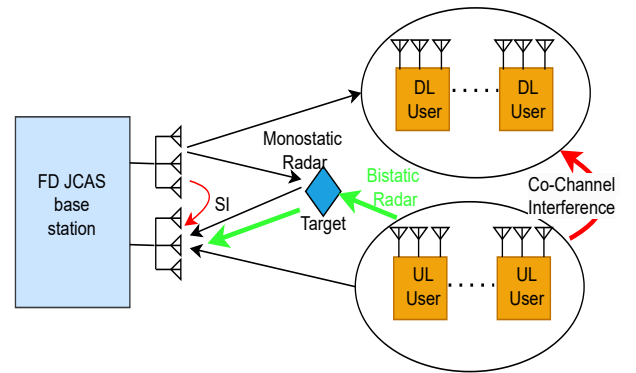 FD JCAS
base
station
SI
Monostatic
Radar
Target
Bistatic
Radar
DL
User
DL
User
Co-Channel
Interference
UL
User
UL
User